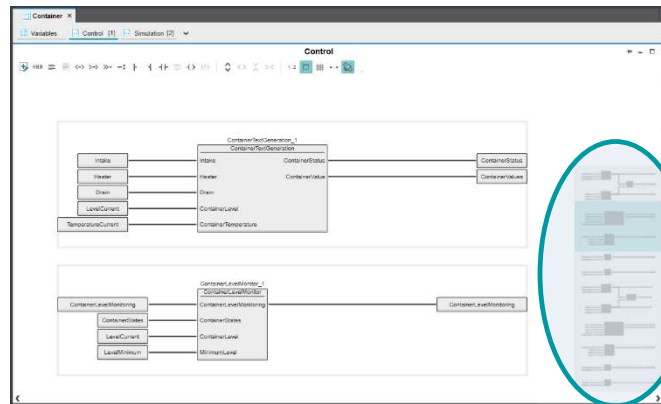 Container ×
Variables Control [1] Simulation [2]
Control
ContainerTextGeneration_1
ContainerTextGeneration
Intake Intake ContainerStatus ContainerStatus
Heater Heater ContainerValue ContainerValues
Drain Drain
LevelCurrent ContainerLevel
TemperatureCurrent ContainerTemperature
ContainerLevelMonitor_1
ContainerLevelMonitor
ContainerLevelMonitoring ContainerLevelMonitoring ContainerLevelMonitoring
ContainerStates ContainerStates
LevelCurrent ContainerLevel
LevelMinimum MinimumLevel